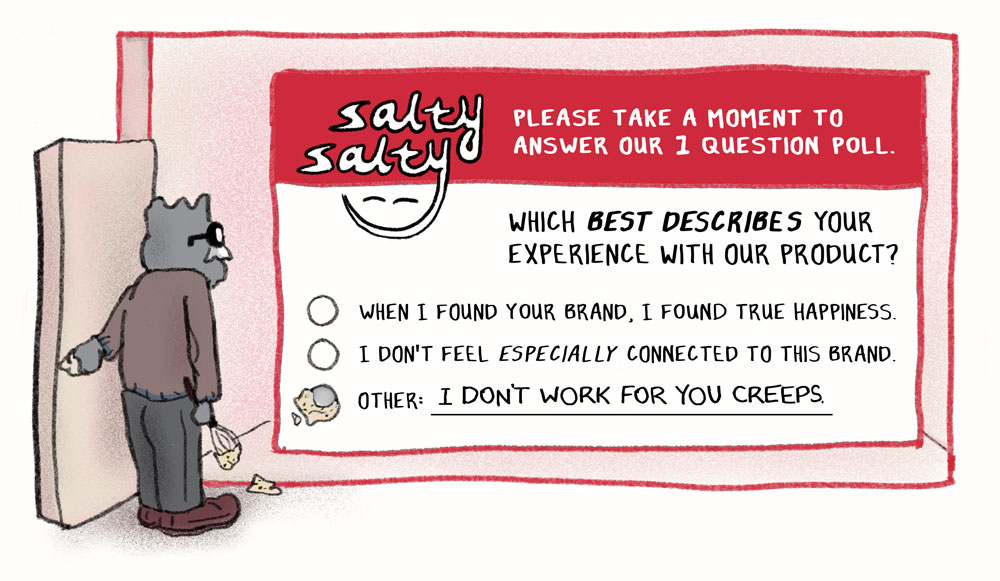 salty
salty
PLEASE TAKE A MOMENT TO
ANSWER OUR 1 QUESTION POLL.
WHICH BEST DESCRIBES YOUR
EXPERIENCE WITH OUR PRODUCT?
WHEN I FOUND YOUR BRAND, I FOUND TRUE HAPPINESS.
I DON'T FEEL ESPECIALLY CONNECTED TO THIS BRAND.
OTHER: I DON'T WORK FOR YOU CREEPS.